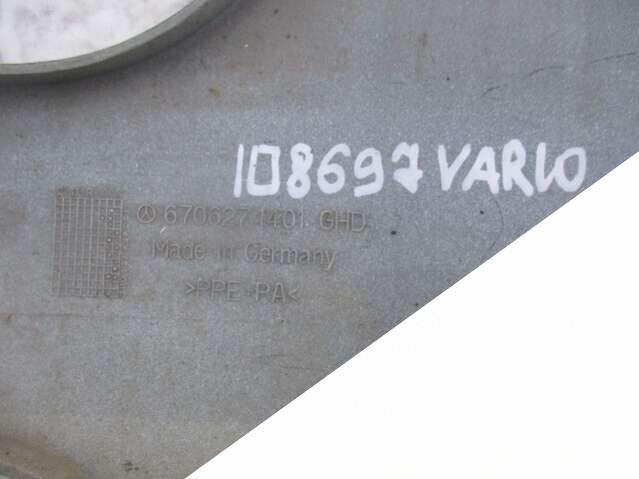 108697 VARIO
6706271401 GHD
Made in Germany
>PPE-PA<